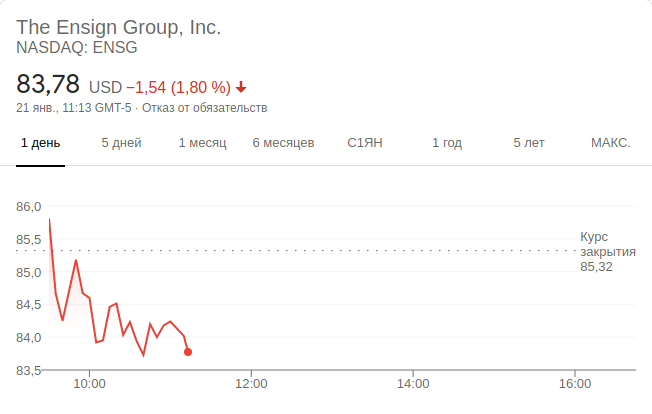 The Ensign Group, Inc.
NASDAQ: ENSG
83,78 USD −1,54 (1,80 %)
21 янв., 11:13 GMT-5 · Отказ от обязательств
1 день 5 дней 1 месяц 6 месяцев С1ЯН 1 год 5 лет МАКС.
86,0
85,5
Курс
закрытия
85,32
85,0
84,5
84,0
83,5
10:00 12:00 14:00 16:00